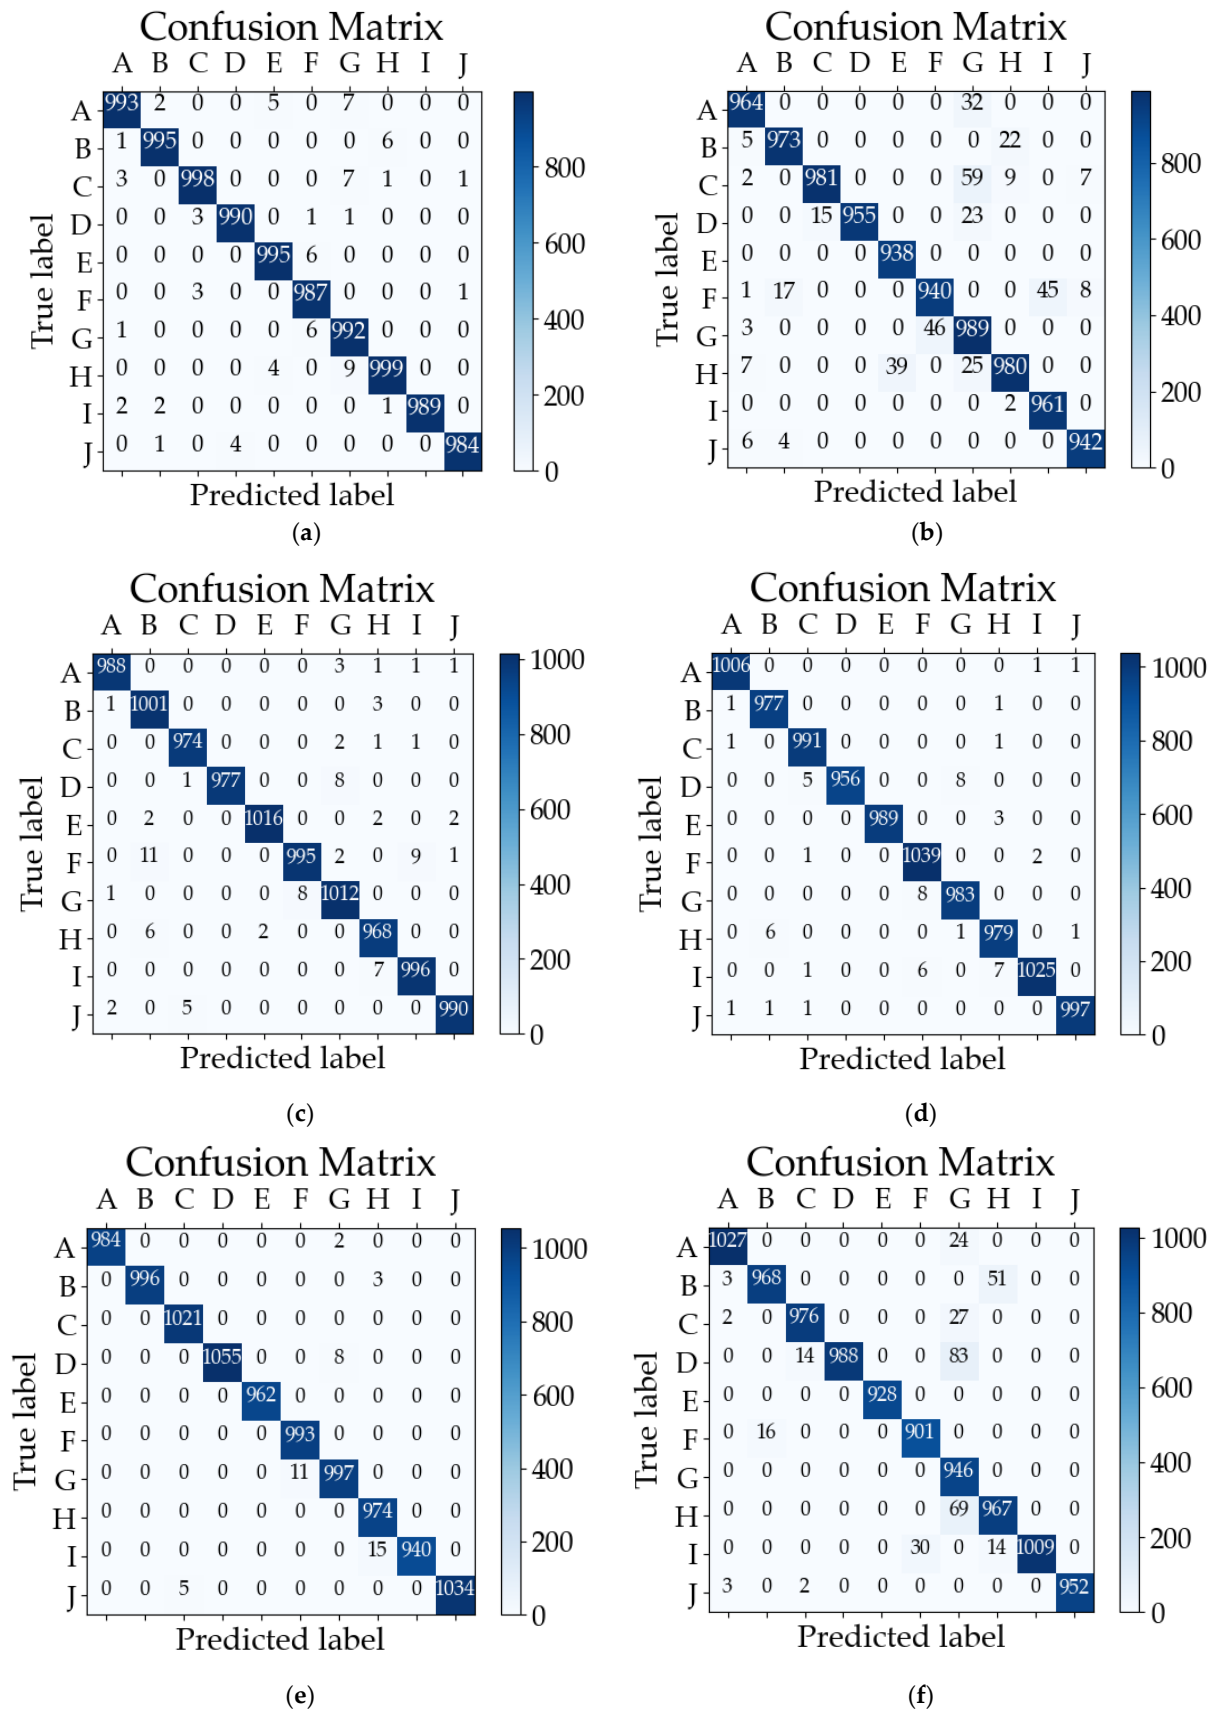 Confusion Matrix
A B C D E F G H I J
A 993 2 0 0 5 0 7 0 0 0
B 1 995 0 0 0 0 0 6 0 0
C 3 0 998 0 0 0 7 1 0 1
D 0 0 3 990 0 1 1 0 0 0
E 0 0 0 0 995 6 0 0 0 0
F 0 0 3 0 0 987 0 0 0 1
G 1 0 0 0 0 6 992 0 0 0
H 0 0 0 0 4 0 9 999 0 0
I 2 2 0 0 0 0 0 1 989 0
J 0 1 0 4 0 0 0 0 0 984
True label
Predicted label
800
600
400
200
0
(a)
Confusion Matrix
A B C D E F G H I J
A 964 0 0 0 0 0 32 0 0 0
B 5 973 0 0 0 0 0 22 0 0
C 2 0 981 0 0 0 59 9 0 7
D 0 0 15 955 0 0 23 0 0 0
E 0 0 0 0 938 0 0 0 0 0
F 1 17 0 0 0 940 0 0 45 8
G 3 0 0 0 0 46 989 0 0 0
H 7 0 0 0 39 0 25 980 0 0
I 0 0 0 0 0 0 0 2 961 0
J 6 4 0 0 0 0 0 0 0 942
True label
Predicted label
800
600
400
200
0
(b)
Confusion Matrix
A B C D E F G H I J
A 988 0 0 0 0 0 3 1 1 1
B 1 1001 0 0 0 0 0 3 0 0
C 0 0 974 0 0 0 2 1 1 0
D 0 0 1 977 0 0 8 0 0 0
E 0 2 0 0 1016 0 0 2 0 2
F 0 11 0 0 0 995 2 0 9 1
G 1 0 0 0 0 8 1012 0 0 0
H 0 6 0 0 2 0 0 968 0 0
I 0 0 0 0 0 0 0 7 996 0
J 2 0 5 0 0 0 0 0 0 990
True label
Predicted label
1000
800
600
400
200
0
(c)
Confusion Matrix
A B C D E F G H I J
A 1006 0 0 0 0 0 0 0 1 1
B 1 977 0 0 0 0 0 1 0 0
C 1 0 991 0 0 0 0 1 0 0
D 0 0 5 956 0 0 8 0 0 0
E 0 0 0 0 989 0 0 3 0 0
F 0 0 1 0 0 1039 0 0 2 0
G 0 0 0 0 0 8 983 0 0 0
H 0 6 0 0 0 0 1 979 0 1
I 0 0 1 0 0 6 0 7 1025 0
J 1 1 1 0 0 0 0 0 0 997
True label
Predicted label
1000
800
600
400
200
0
(d)
Confusion Matrix
A B C D E F G H I J
A 984 0 0 0 0 0 2 0 0 0
B 0 996 0 0 0 0 0 3 0 0
C 0 0 1021 0 0 0 0 0 0 0
D 0 0 0 1055 0 0 8 0 0 0
E 0 0 0 0 962 0 0 0 0 0
F 0 0 0 0 0 993 0 0 0 0
G 0 0 0 0 0 11 997 0 0 0
H 0 0 0 0 0 0 0 974 0 0
I 0 0 0 0 0 0 0 15 940 0
J 0 0 5 0 0 0 0 0 0 1034
True label
Predicted label
1000
800
600
400
200
0
(e)
Confusion Matrix
A B C D E F G H I J
A 1027 0 0 0 0 0 24 0 0 0
B 3 968 0 0 0 0 0 51 0 0
C 2 0 976 0 0 0 27 0 0 0
D 0 0 14 988 0 0 83 0 0 0
E 0 0 0 0 928 0 0 0 0 0
F 0 16 0 0 0 901 0 0 0 0
G 0 0 0 0 0 0 946 0 0 0
H 0 0 0 0 0 0 69 967 0 0
I 0 0 0 0 0 30 0 14 1009 0
J 3 0 2 0 0 0 0 0 0 952
True label
Predicted label
1000
800
600
400
200
0
(f)